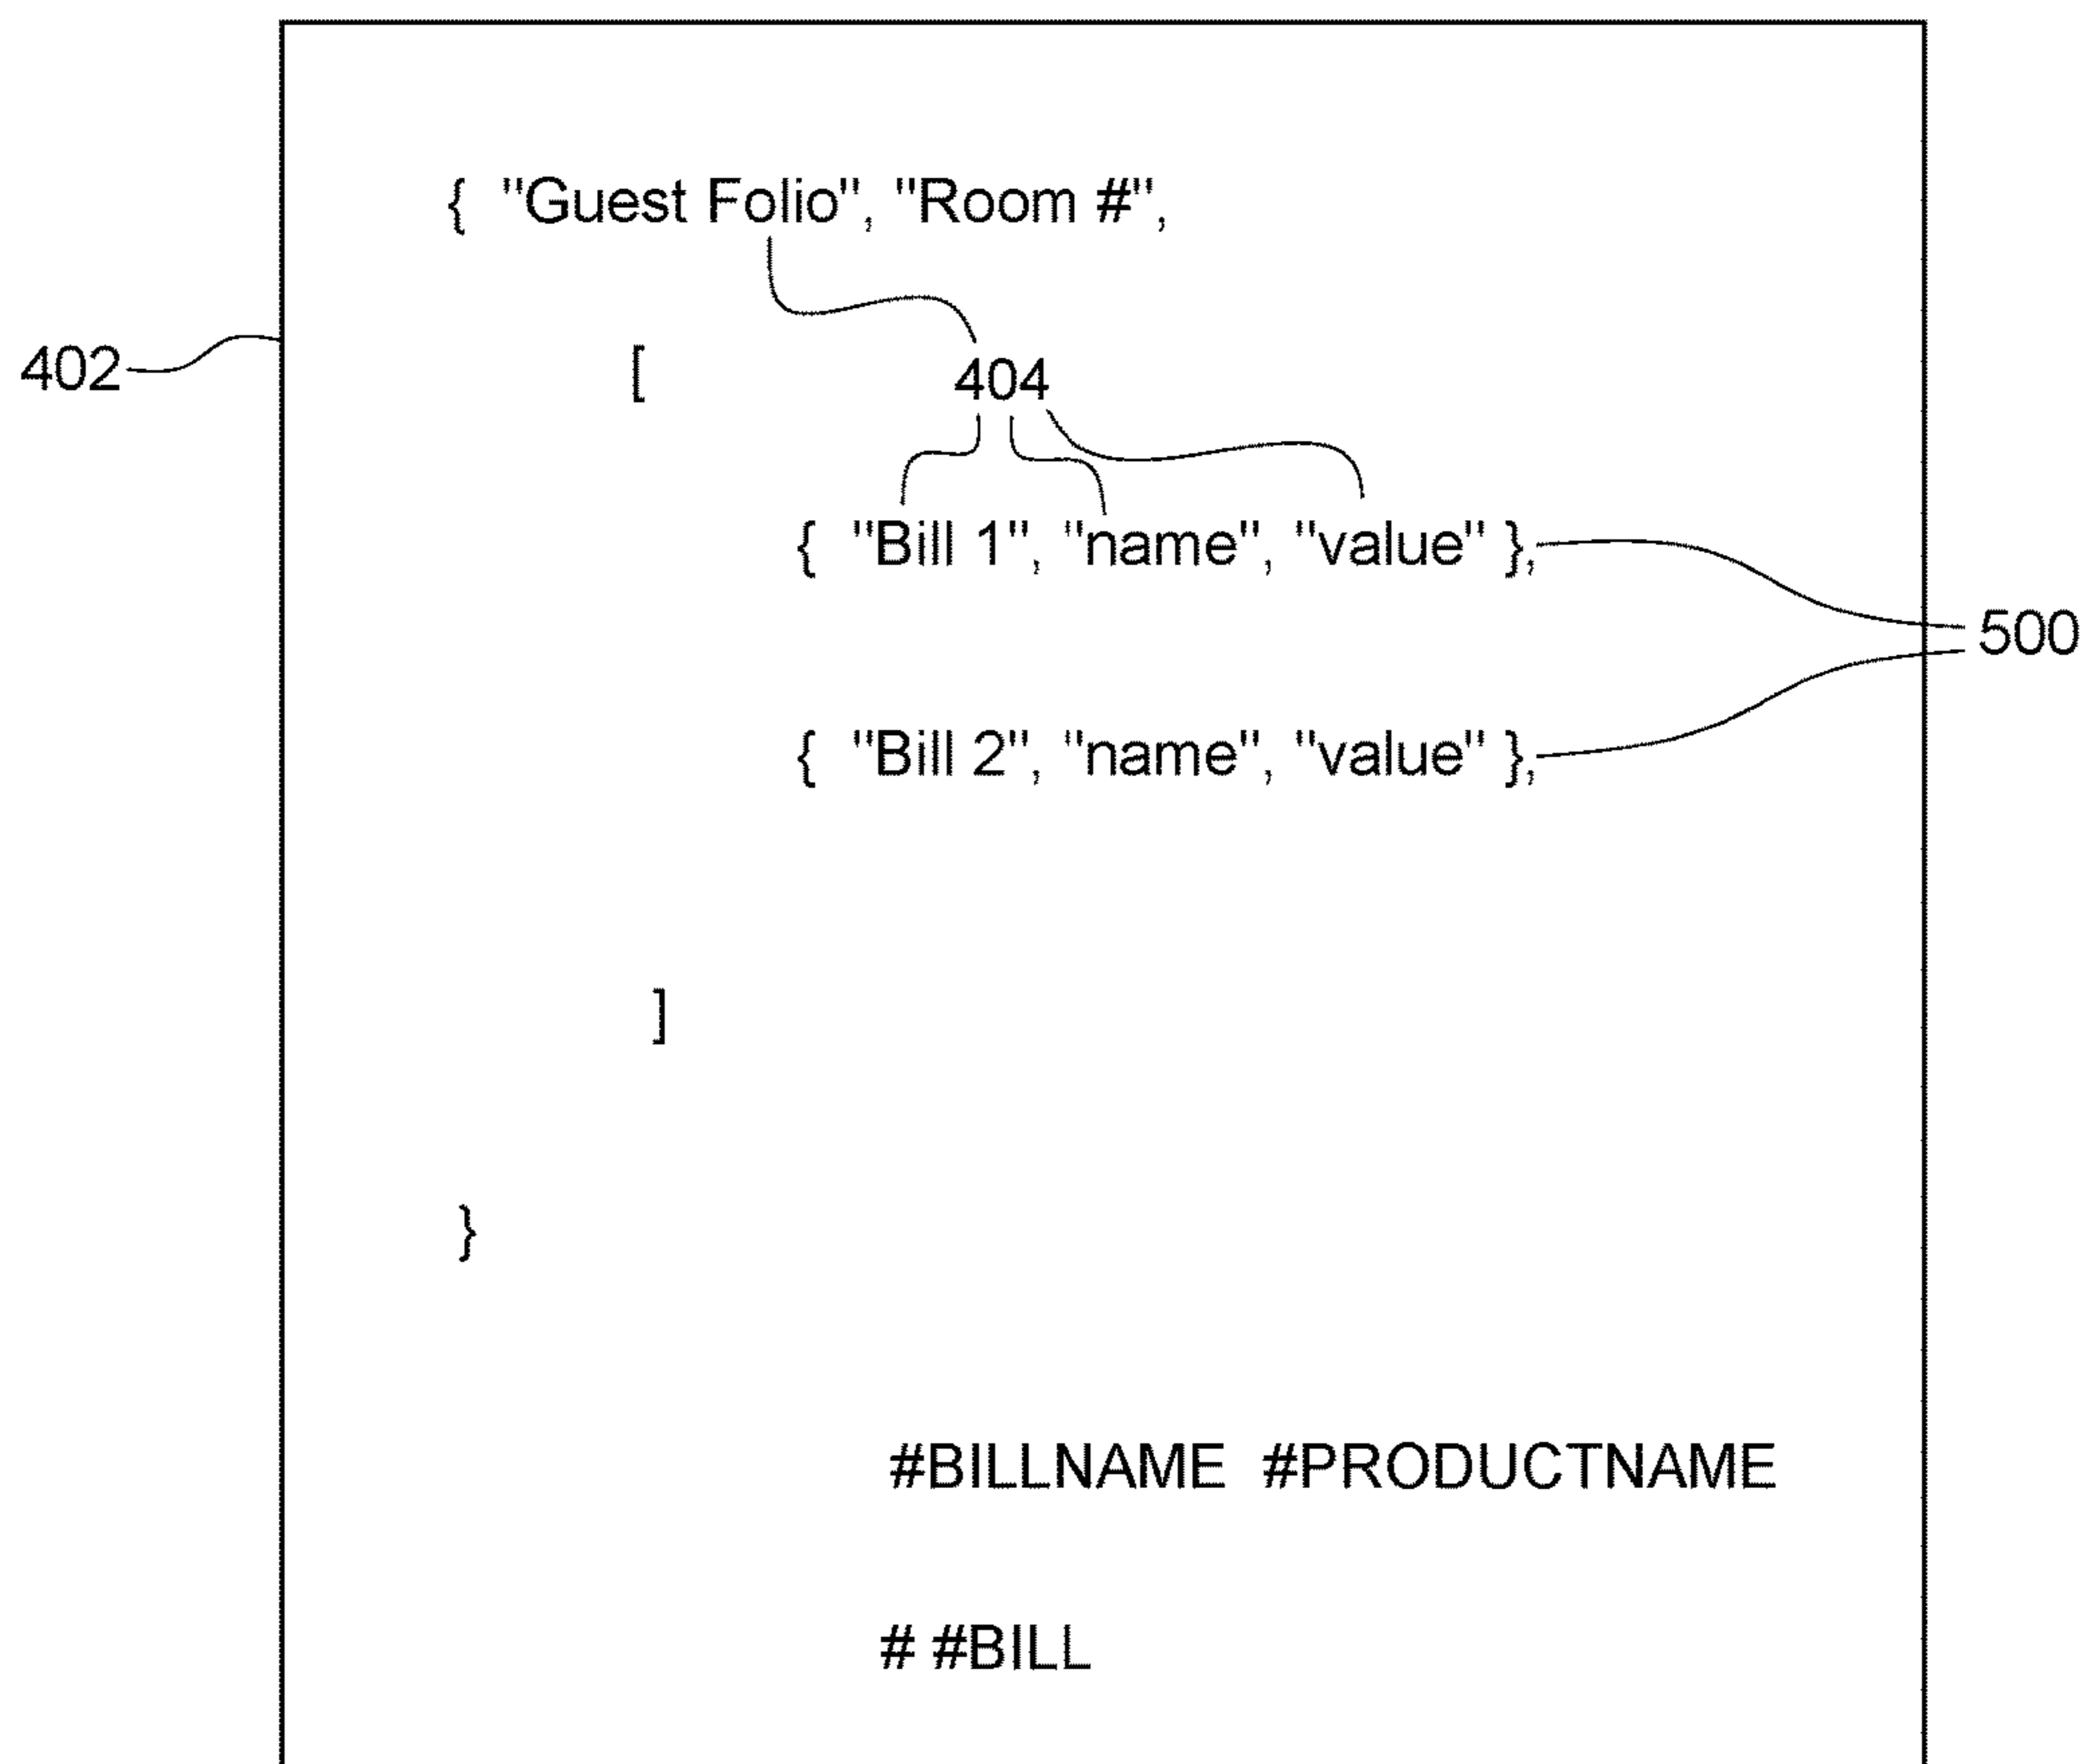 { "Guest Folio", "Room #",
402
[
404
{ "Bill 1", "name", "value" },
500
{ "Bill 2", "name", "value" },
]
}
#BILLNAME #PRODUCTNAME
# #BILL